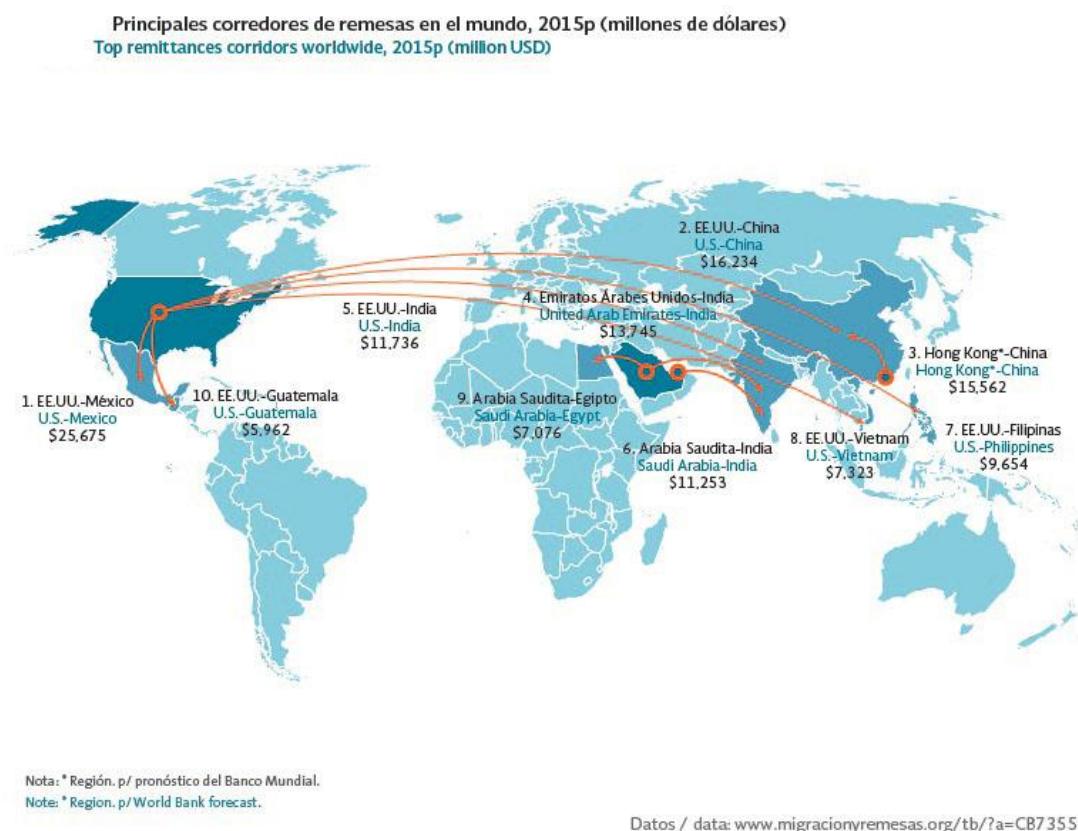 Principales corredores de remesas en el mundo, 2015p (millones de dólares)
Top remittances corridors worldwide, 2015p (million USD)
2. EE.UU.-China
U.S.-China
$16,234
5. EE.UU.-India
U.S.-India
$11,736
4. Emiratos Árabes Unidos-India
United Arab Emirates-India
$13,745
3. Hong Kong*-China
Hong Kong*-China
$15,562
1. EE.UU.-México
U.S.-Mexico
$25,675
10. EE.UU.-Guatemala
U.S.-Guatemala
$5,962
9. Arabia Saudita-Egipto
Saudi Arabia-Egypt
$7,076
6. Arabia Saudita-India
Saudi Arabia-India
$11,253
8. EE.UU.-Vietnam
U.S.-Vietnam
$7,323
7. EE.UU.-Filipinas
U.S.-Philippines
$9,654
Nota: * Región. p/ pronóstico del Banco Mundial.
Note: * Region. p/ World Bank forecast.
Datos / data: www.migracionyremesas.org/tb/?a=CB7355